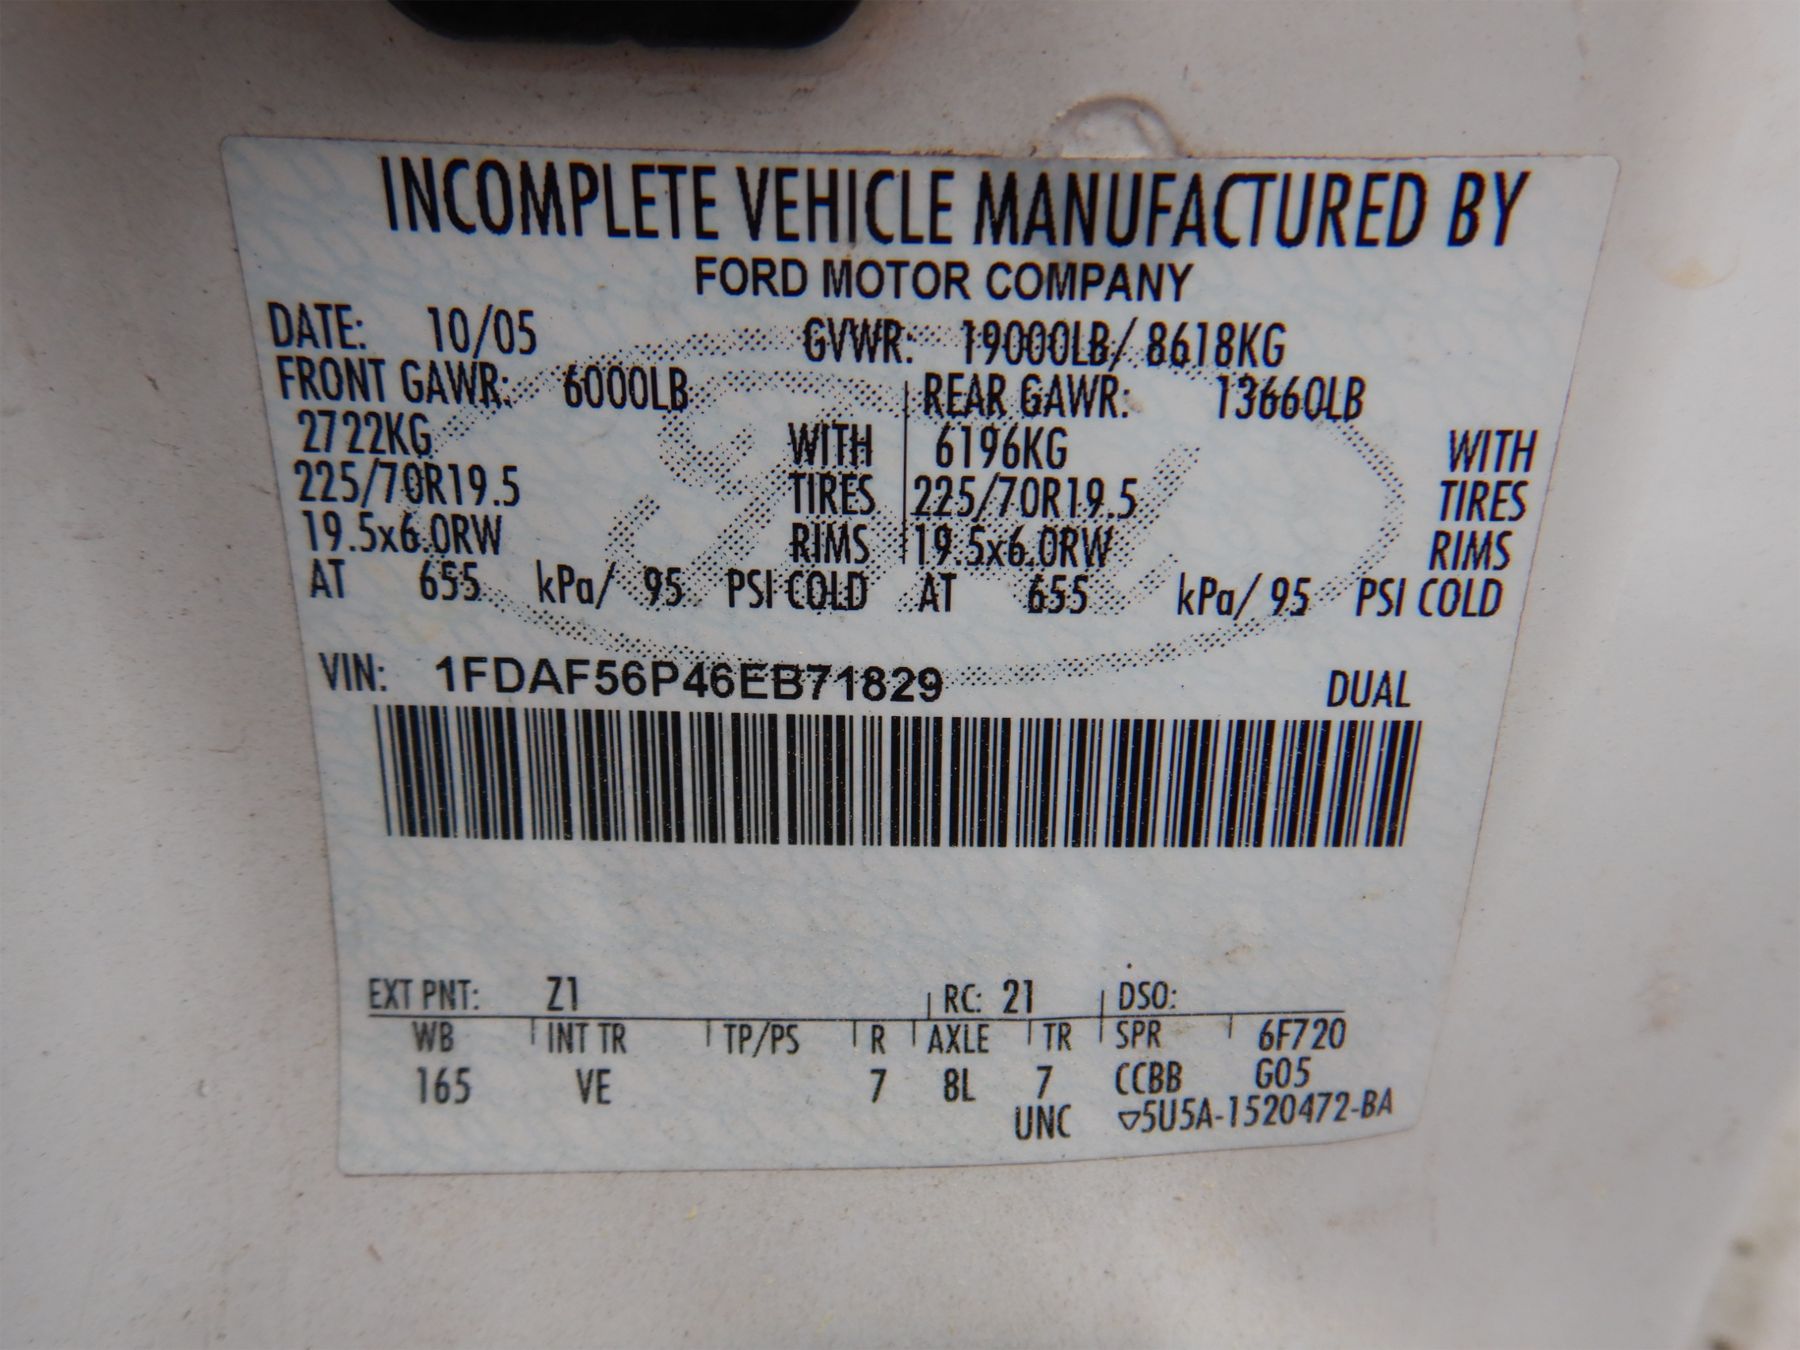 INCOMPLETE VEHICLE MANUFACTURED BY
FORD MOTOR COMPANY
DATE: 10/05 GVWR: 19000LB/ 8618KG
FRONT GAWR: 6000LB REAR GAWR: 13660LB
2722KG WITH 6196KG WITH
225/70R19.5 TIRES 225/70R19.5 TIRES
19.5x6.0RW RIMS 19.5x6.0RW RIMS
AT 655 kPa/ 95 PSI COLD AT 655 kPa/ 95 PSI COLD
VIN: 1FDAF56P46EB71829 DUAL
EXT PNT: Z1 RC: 21 DSO:
WB INT TR TP/PS R AXLE TR SPR 6F720
165 VE 7 8L 7 CCBB G05
UNC ▽5U5A-1520472-BA